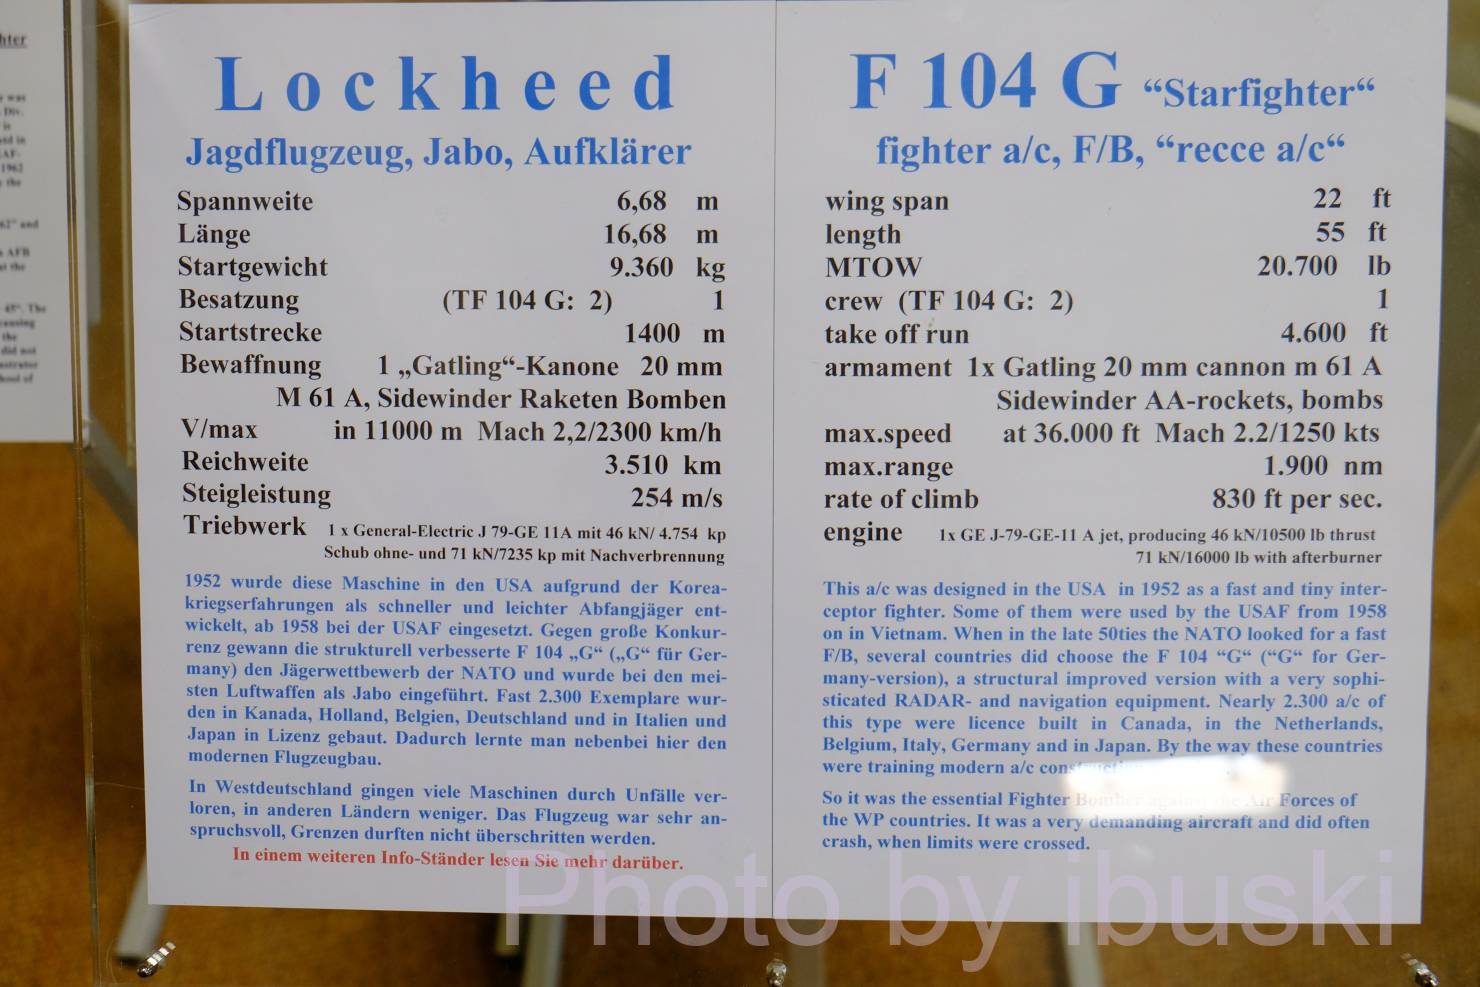 hter
Lockheed
Jagdflugzeug, Jabo, Aufklärer
Spannweite 6,68 m
Länge 16,68 m
Startgewicht 9.360 kg
Besatzung (TF 104 G: 2) 1
Startstrecke 1400 m
Bewaffnung 1 „Gatling“-Kanone 20 mm
M 61 A, Sidewinder Raketen Bomben
V/max in 11000 m Mach 2,2/2300 km/h
Reichweite 3.510 km
Steigleistung 254 m/s
Triebwerk 1 x General-Electric J 79-GE 11A mit 46 kN/ 4.754 kp
Schub ohne- und 71 kN/7235 kp mit Nachverbrennung
1952 wurde diese Maschine in den USA aufgrund der Korea-
kriegserfahrungen als schneller und leichter Abfangjäger ent-
wickelt, ab 1958 bei der USAF eingesetzt. Gegen große Konkur-
renz gewann die strukturell verbesserte F 104 „G“ („G“ für Ger-
many) den Jägerwettbewerb der NATO und wurde bei den mei-
sten Luftwaffen als Jabo eingeführt. Fast 2.300 Exemplare wur-
den in Kanada, Holland, Belgien, Deutschland und in Italien und
Japan in Lizenz gebaut. Dadurch lernte man nebenbei hier den
modernen Flugzeugbau.
In Westdeutschland gingen viele Maschinen durch Unfälle ver-
loren, in anderen Ländern weniger. Das Flugzeug war sehr an-
spruchsvoll, Grenzen durften nicht überschritten werden.
In einem weiteren Info-Ständer lesen Sie mehr darüber.
F 104 G “Starfighter“
fighter a/c, F/B, “recce a/c“
wing span 22 ft
length 55 ft
MTOW 20.700 lb
crew (TF 104 G: 2) 1
take off run 4.600 ft
armament 1x Gatling 20 mm cannon m 61 A
Sidewinder AA-rockets, bombs
max.speed at 36.000 ft Mach 2.2/1250 kts
max.range 1.900 nm
rate of climb 830 ft per sec.
engine 1x GE J-79-GE-11 A jet, producing 46 kN/10500 lb thrust
71 kN/16000 lb with afterburner
This a/c was designed in the USA in 1952 as a fast and tiny inter-
ceptor fighter. Some of them were used by the USAF from 1958
on in Vietnam. When in the late 50ties the NATO looked for a fast
F/B, several countries did choose the F 104 “G“ (“G“ for Ger-
many-version), a structural improved version with a very sophi-
sticated RADAR- and navigation equipment. Nearly 2.300 a/c of
this type were licence built in Canada, in the Netherlands,
Belgium, Italy, Germany and in Japan. By the way these countries
were training modern a/c construction
So it was the essential Fighter Bomber against the Air Forces of
the WP countries. It was a very demanding aircraft and did often
crash, when limits were crossed.
Photo by ibuski